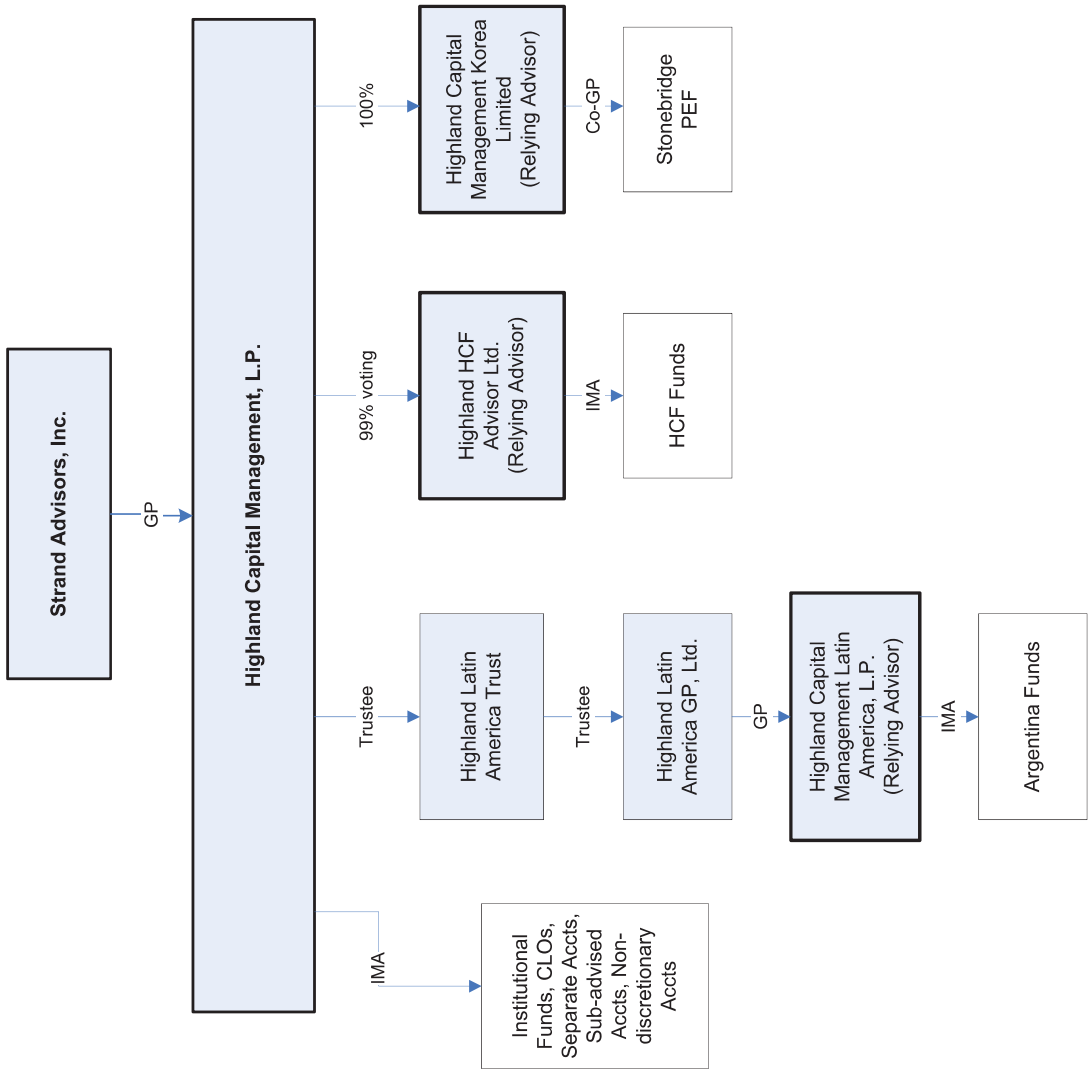 Strand Advisors, Inc.
GP
Highland Capital Management, L.P.
IMA
Trustee
99% voting
100%
Institutional
Funds, CLOs,
Separate Accts,
Sub-advised
Accts, Non-
discretionary
Accts
Highland Latin
America Trust
Trustee
Highland Latin
America GP, Ltd.
GP
Highland Capital
Management Latin
America, L.P.
(Relying Advisor)
IMA
Argentina Funds
Highland HCF
Advisor Ltd.
(Relying Advisor)
IMA
HCF Funds
Highland Capital
Management Korea
Limited
(Relying Advisor)
Co-GP
Stonebridge
PEF